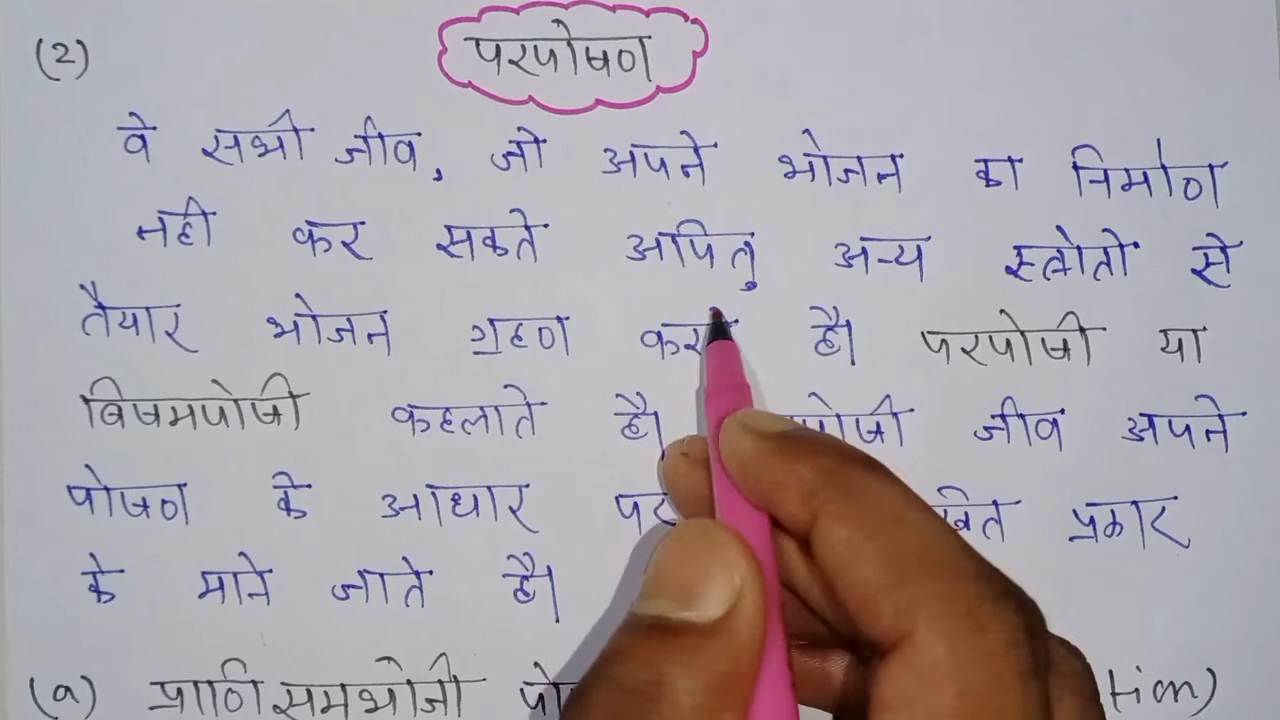 (2) परपोषण
वे सभी जीव, जो अपने भोजन का निर्माण
नही कर सकते अपितु अन्य स्त्रोतो से
तैयार भोजन ग्रहण है। परपोषी या
विषमपोषी कहलाते है। जीव अपने
पोषण के आधार पर प्रकार
के माने जाते है।
(a) प्राणिसमभोजी